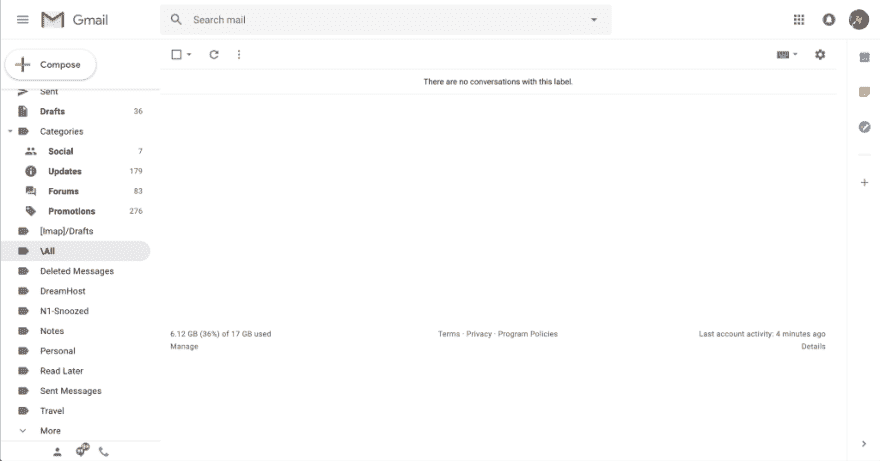 Gmail
Search mail
Compose
There are no conversations with this label.
Sent
Drafts 36
Categories
Social 7
Updates 179
Forums 83
Promotions 276
[Imap]/Drafts
\All
Deleted Messages
DreamHost
N1-Snoozed
Notes
Personal
Read Later
Sent Messages
Travel
More
6.12 GB (36%) of 17 GB used
Manage
Terms · Privacy · Program Policies
Last account activity: 4 minutes ago
Details